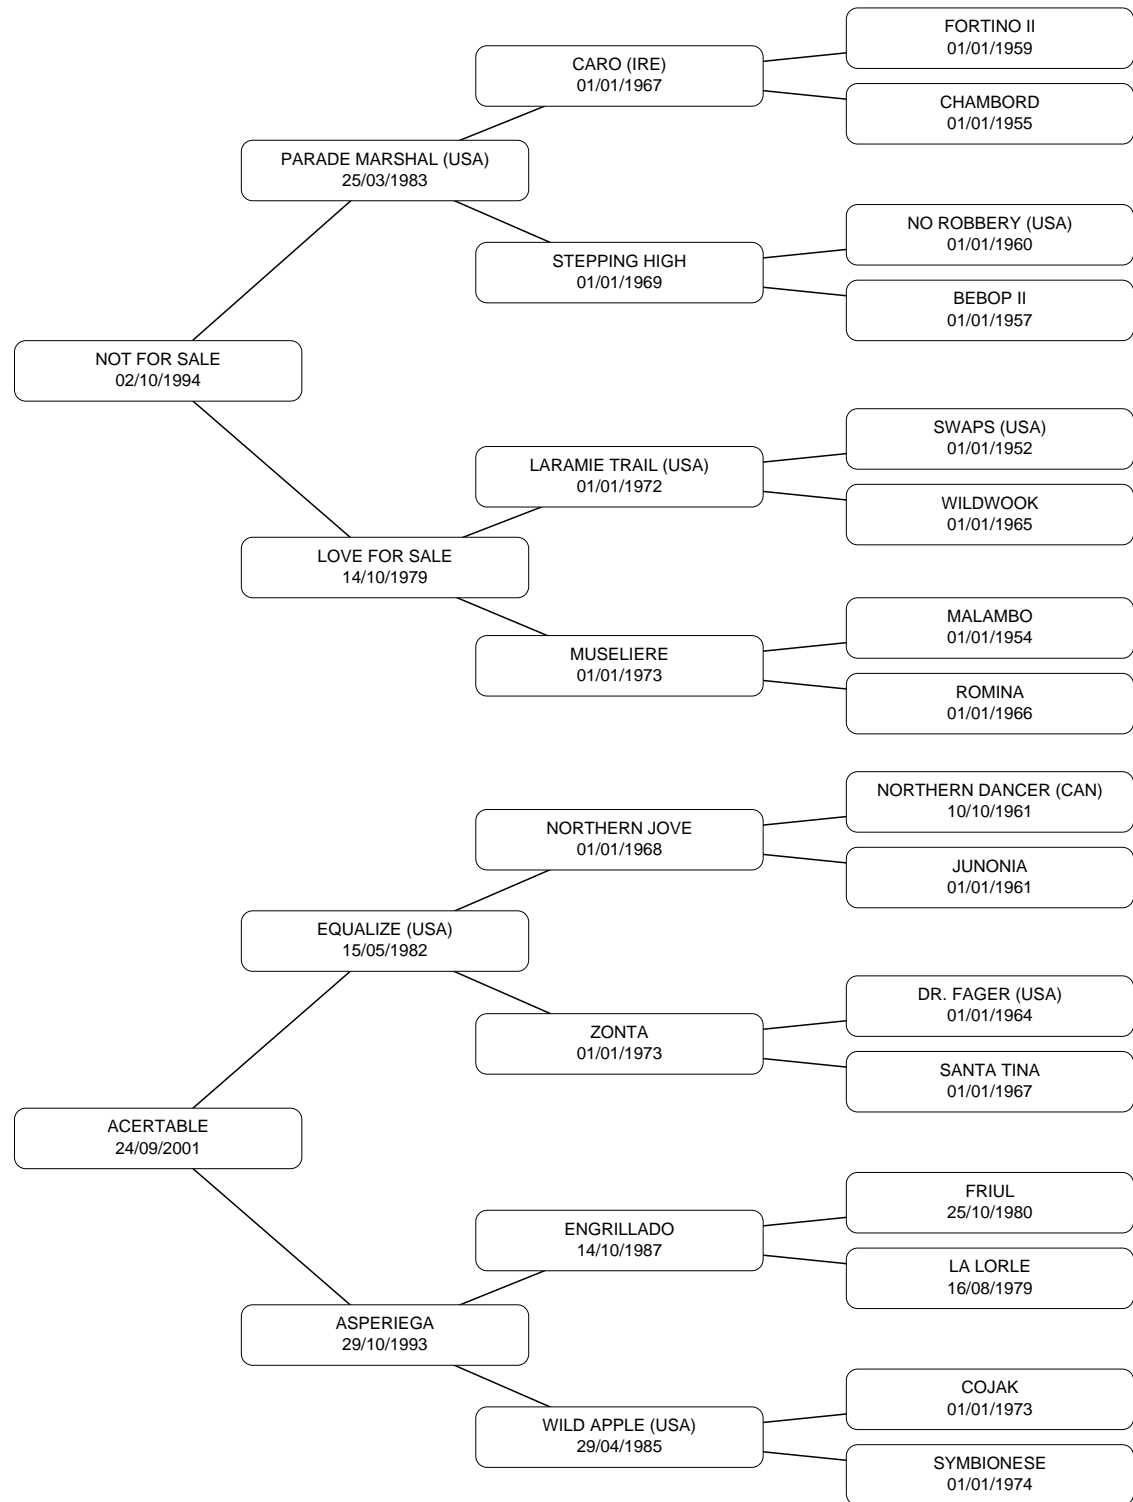 FORTINO II
01/01/1959
CARO (IRE)
01/01/1967
CHAMBORD
01/01/1955
PARADE MARSHAL (USA)
25/03/1983
NO ROBBERY (USA)
01/01/1960
STEPPING HIGH
01/01/1969
BEBOP II
01/01/1957
NOT FOR SALE
02/10/1994
SWAPS (USA)
01/01/1952
LARAMIE TRAIL (USA)
01/01/1972
WILDWOOK
01/01/1965
LOVE FOR SALE
14/10/1979
MALAMBO
01/01/1954
MUSELIERE
01/01/1973
ROMINA
01/01/1966
NORTHERN DANCER (CAN)
10/10/1961
NORTHERN JOVE
01/01/1968
JUNONIA
01/01/1961
EQUALIZE (USA)
15/05/1982
DR. FAGER (USA)
01/01/1964
ZONTA
01/01/1973
SANTA TINA
01/01/1967
ACERTABLE
24/09/2001
FRIUL
25/10/1980
ENGRILLADO
14/10/1987
LA LORLE
16/08/1979
ASPERIEGA
29/10/1993
COJAK
01/01/1973
WILD APPLE (USA)
29/04/1985
SYMBIONESE
01/01/1974